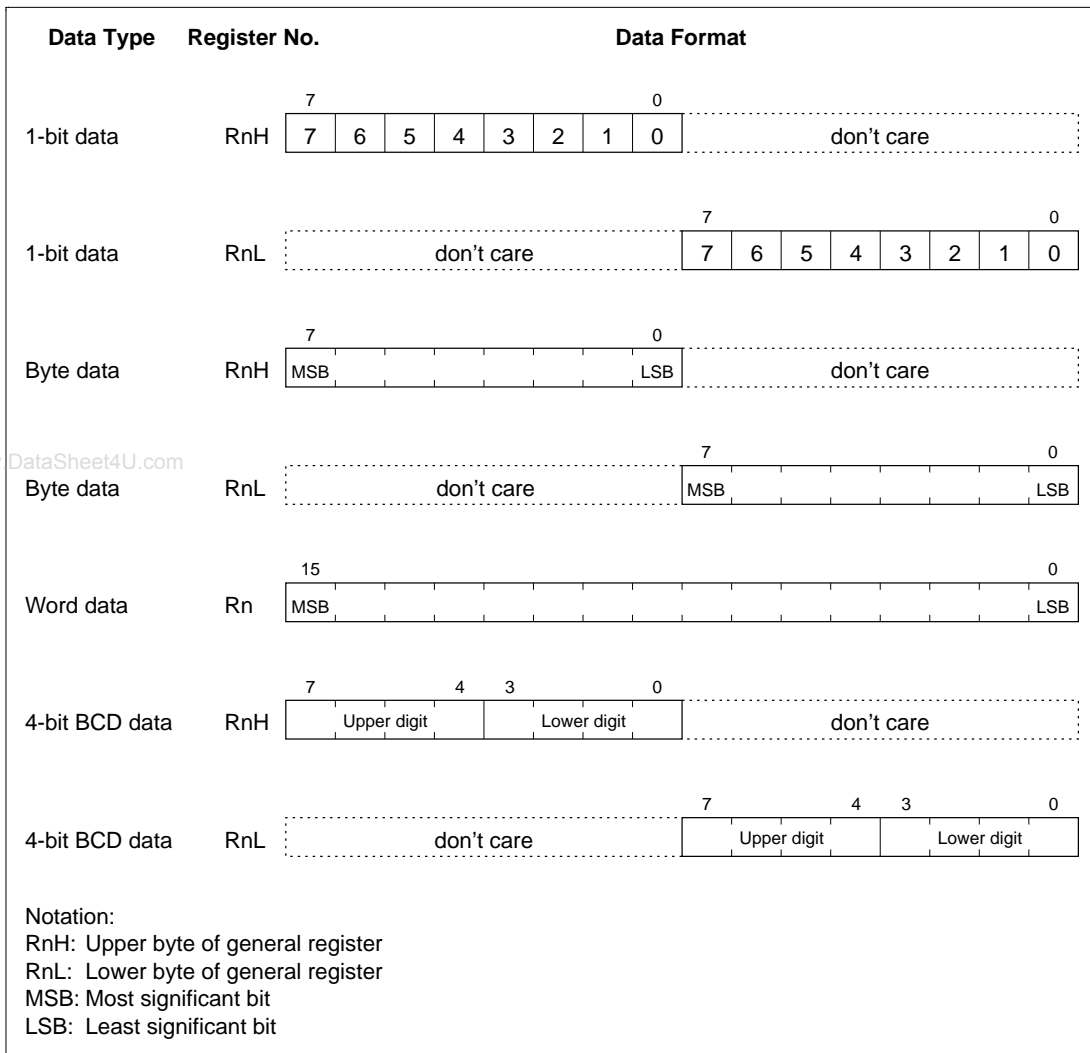 Data Type Register No. Data Format
7 0
1-bit data RnH 7 6 5 4 3 2 1 0 don't care
7 0
1-bit data RnL don't care 7 6 5 4 3 2 1 0
7 0
Byte data RnH MSB LSB don't care
.DataSheet4U.com
7 0
Byte data RnL don't care MSB LSB
15 0
Word data Rn MSB LSB
7 4 3 0
4-bit BCD data RnH Upper digit Lower digit don't care
7 4 3 0
4-bit BCD data RnL don't care Upper digit Lower digit
Notation:
RnH: Upper byte of general register
RnL: Lower byte of general register
MSB: Most significant bit
LSB: Least significant bit